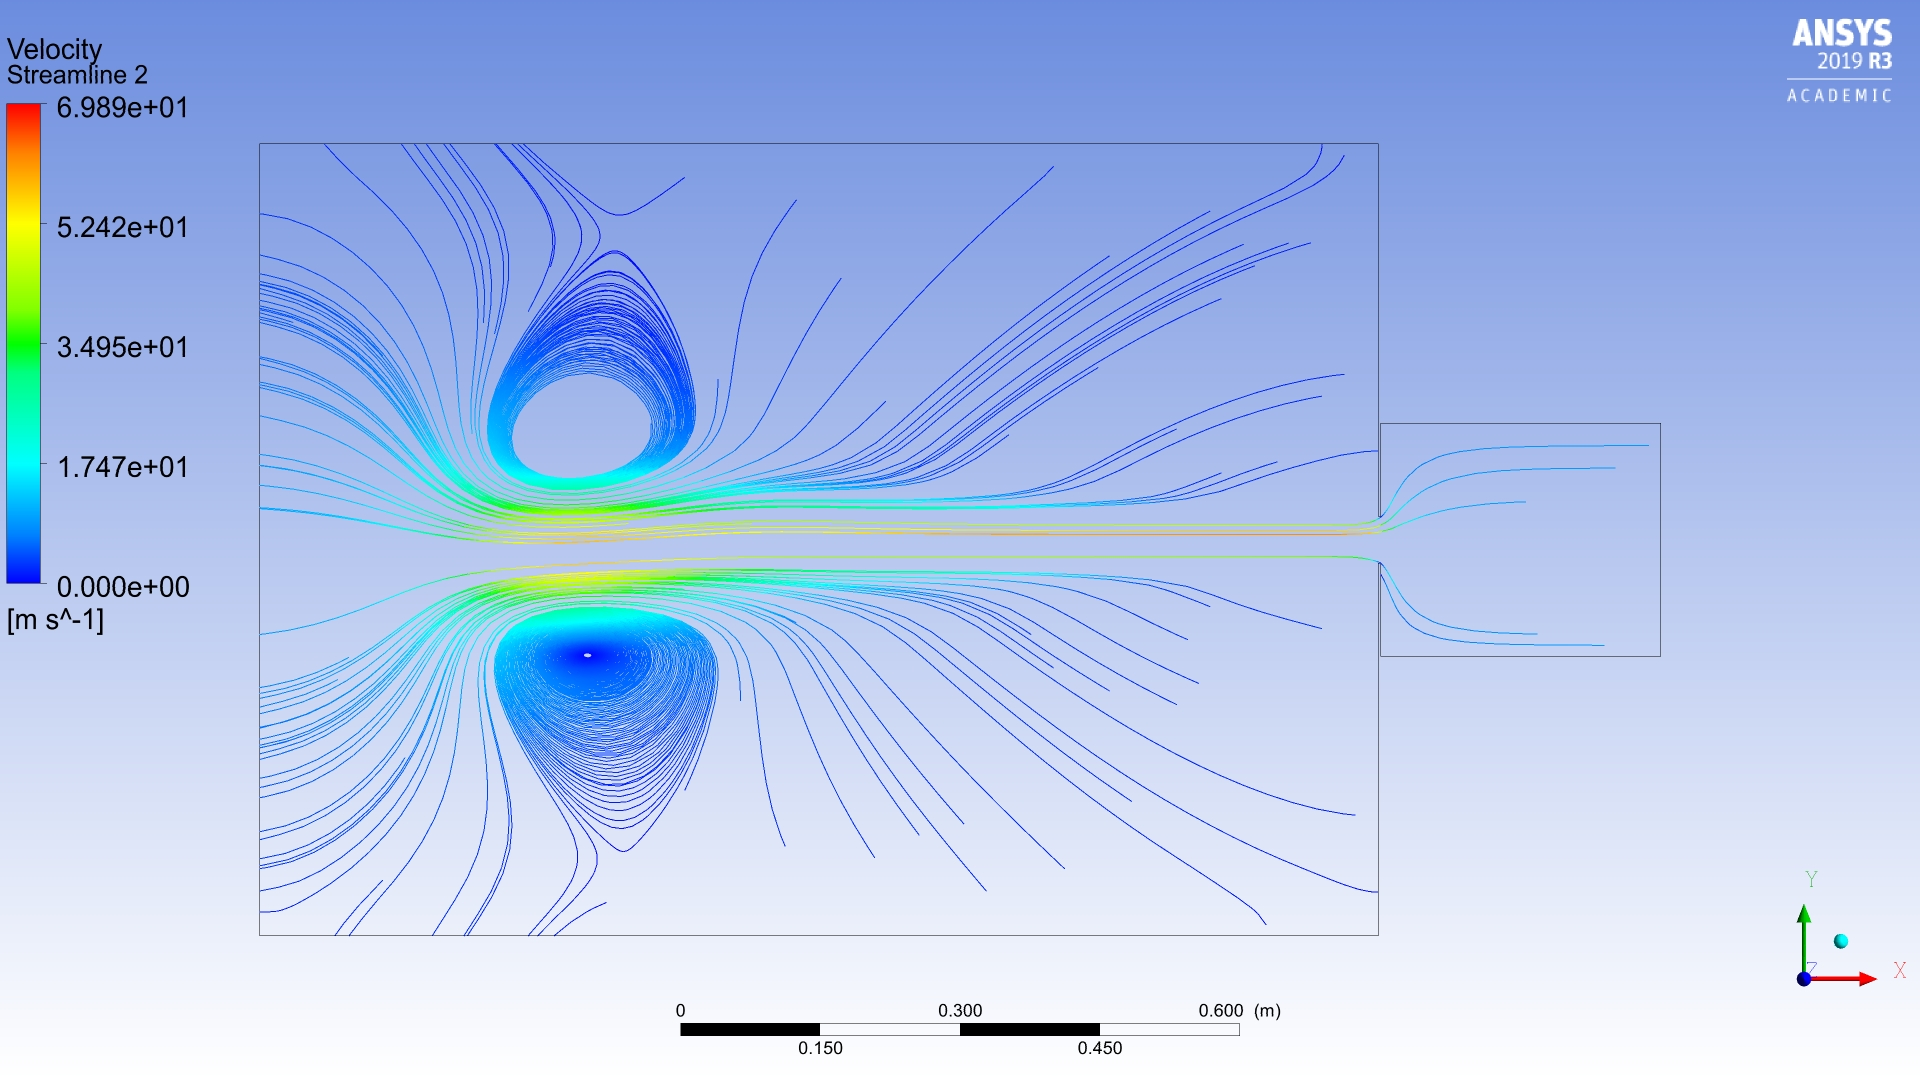 Velocity
Streamline 2
6.989e+01
5.242e+01
3.495e+01
1.747e+01
0.000e+00
[m s^-1]
ANSYS
2019 R3
ACADEMIC
0 0.300 0.600 (m)
0.150 0.450
Y
Z
X